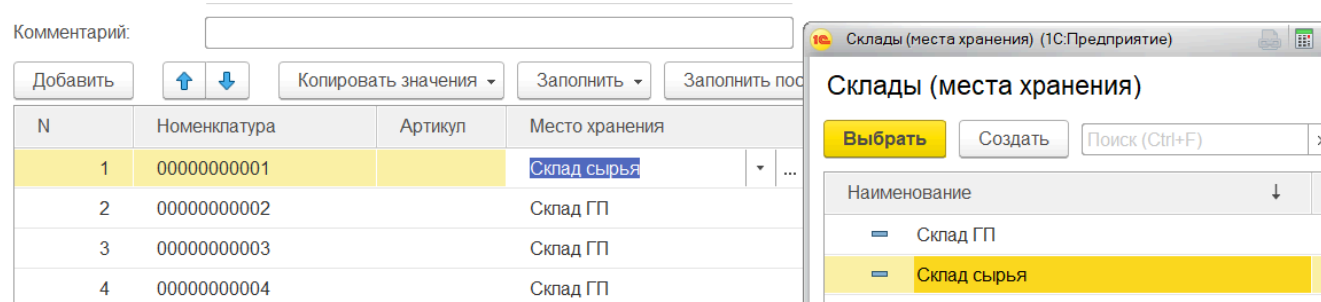 Комментарий:
Добавить Копировать значения Заполнить Заполнить пос
N Номенклатура Артикул Место хранения
1 00000000001 Склад сырья ...
2 00000000002 Склад ГП
3 00000000003 Склад ГП
4 00000000004 Склад ГП
1С Склады (места хранения) (1С:Предприятие)
Склады (места хранения)
Выбрать Создать Поиск (Ctrl+F) x
Наименование ↓
Склад ГП
Склад сырья